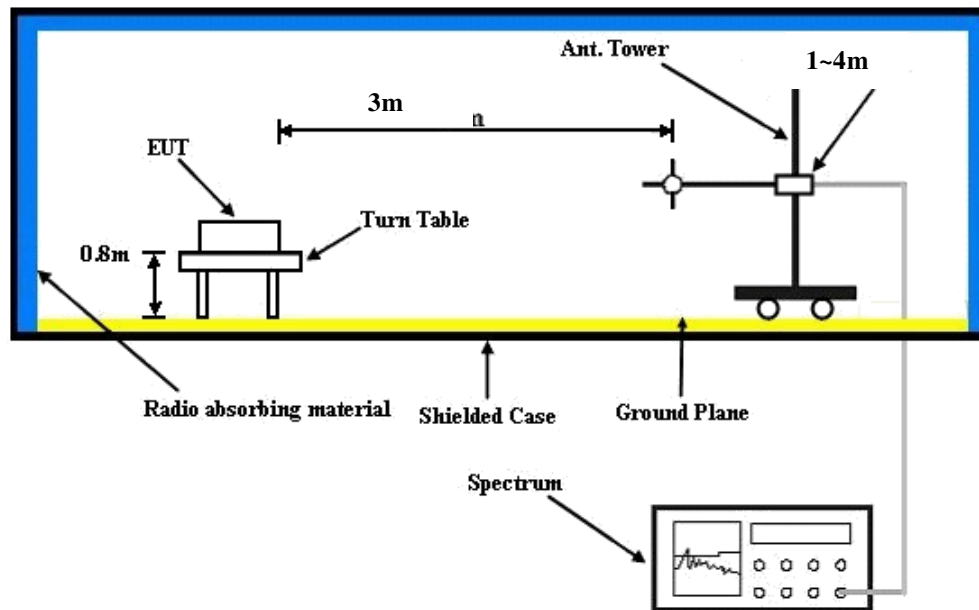 Ant. Tower
1~4m
3m
n
EUT
Turn Table
0.8m
Radio absorbing material
Shielded Case
Ground Plane
Spectrum